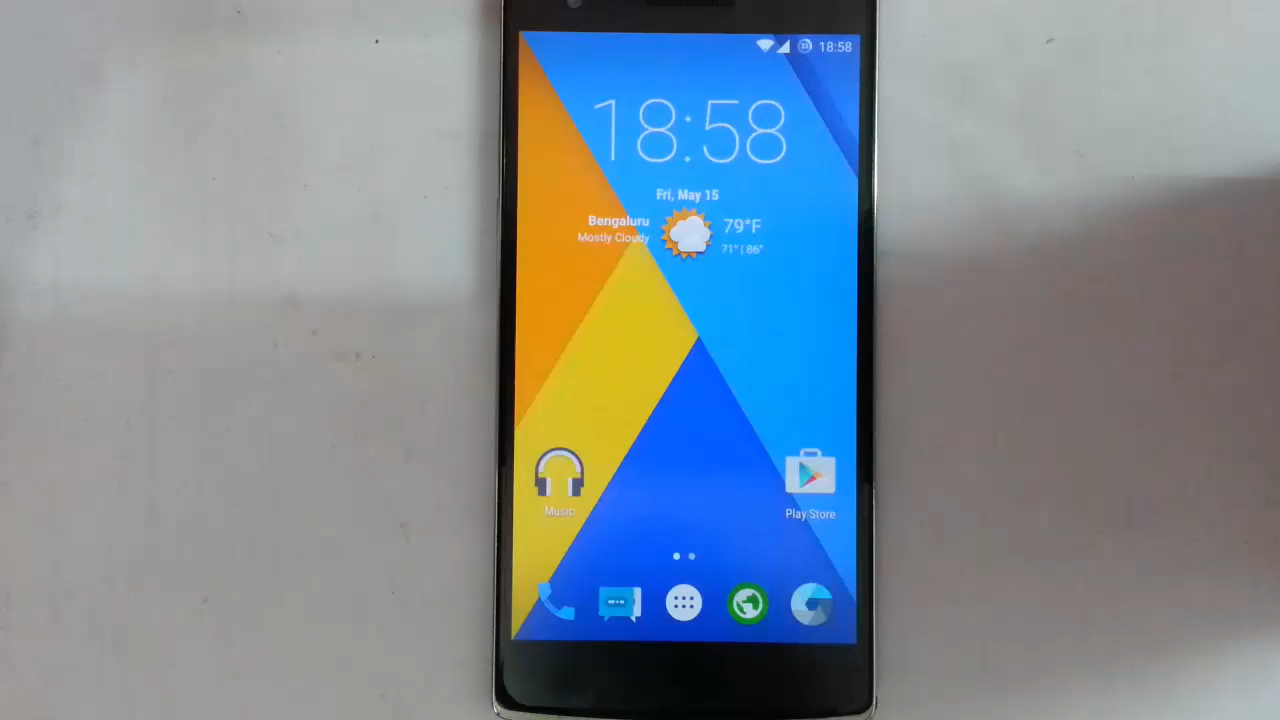 18:58
18:58
Fri, May 15
Bengaluru
Mostly Cloudy
79°F
71° | 86°
Music
Play Store